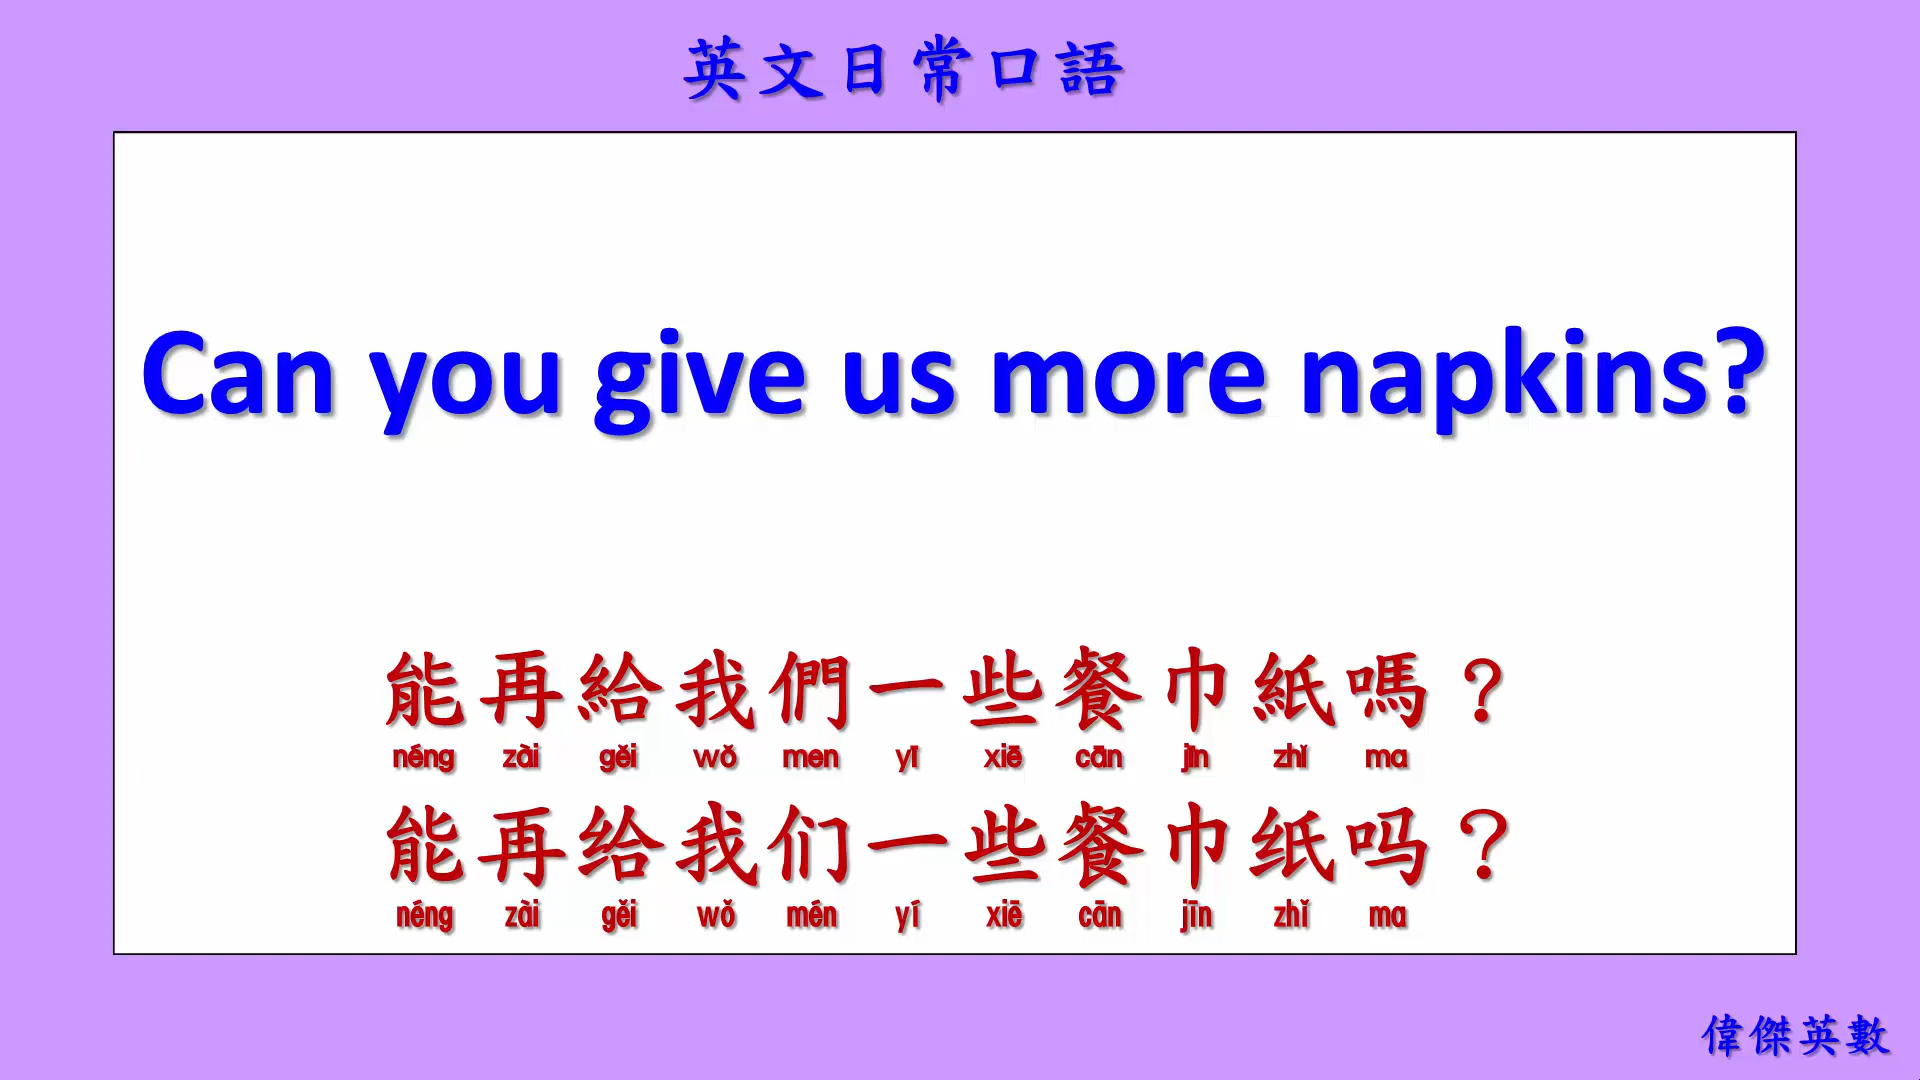 英文日常口語
Can you give us more napkins?
能再給我們一些餐巾紙嗎？
néng zài gěi wǒ men yī xiē cān jīn zhǐ ma
能再给我们一些餐巾纸吗？
néng zài gěi wǒ mén yí xiē cān jīn zhǐ ma
偉傑英數